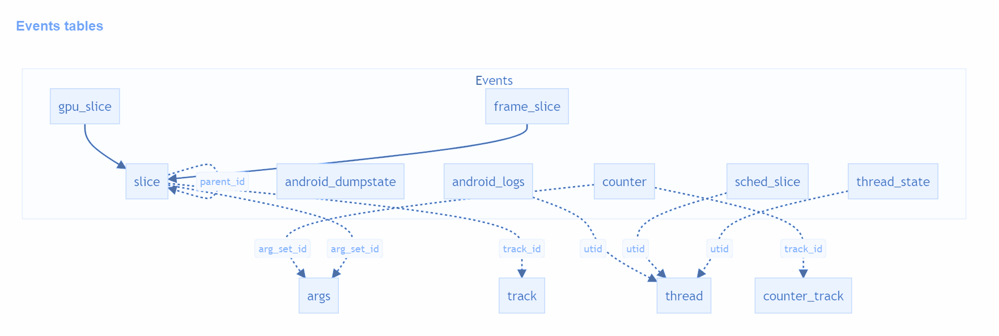 Events tables
Events
gpu_slice
frame_slice
slice
parent_id
android_dumpstate
android_logs
counter
sched_slice
thread_state
arg_set_id
arg_set_id
track_id
utid
utid
utid
track_id
args
track
thread
counter_track